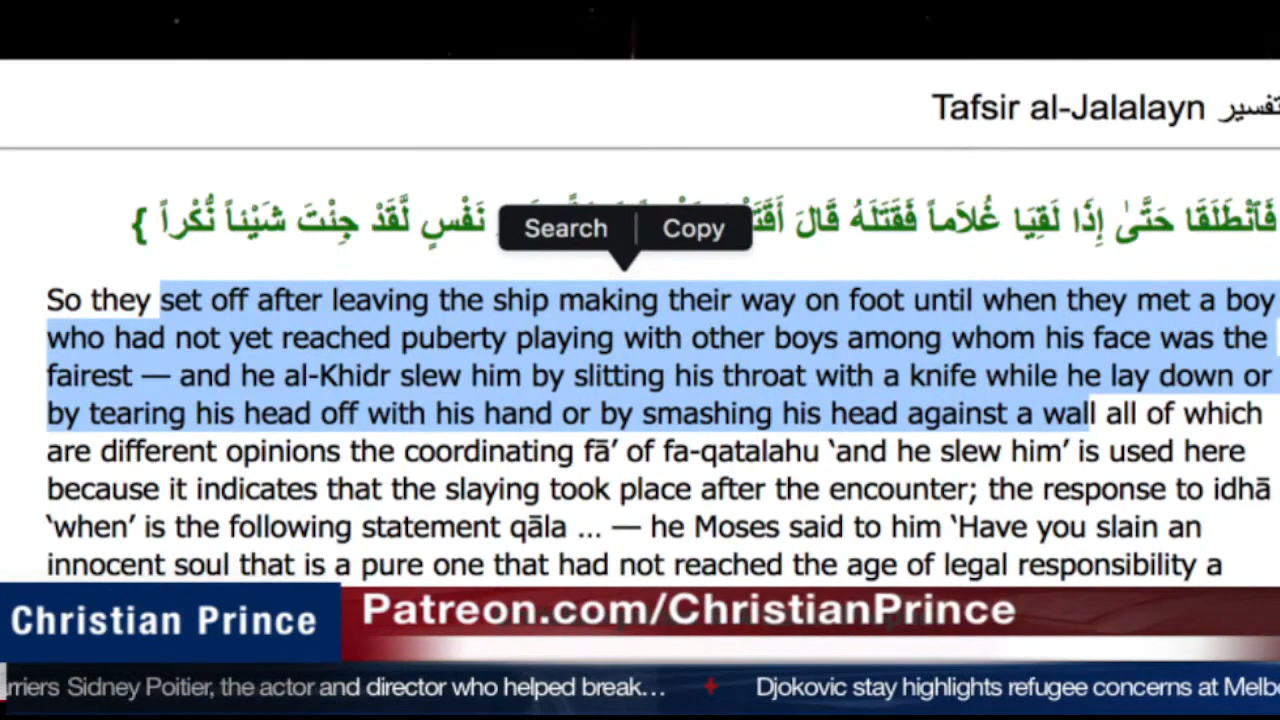 Tafsir al-Jalalayn تفسير
فَٱنْطَلَقَا حَتَّىٰ إِذَا لَقِيَا غُلاَماً فَقَتَلَهُ قَالَ نَفْسٍ لَّقَدْ جِئْتَ شَيْئاً نُّكْراً }
Search | Copy
So they set off after leaving the ship making their way on foot until when they met a boy
who had not yet reached puberty playing with other boys among whom his face was the
fairest — and he al-Khidr slew him by slitting his throat with a knife while he lay down or
by tearing his head off with his hand or by smashing his head against a wall all of which
are different opinions the coordinating fā’ of fa-qatalahu ‘and he slew him’ is used here
because it indicates that the slaying took place after the encounter; the response to idhā
‘when’ is the following statement qāla ... — he Moses said to him ‘Have you slain an
innocent soul that is a pure one that had not reached the age of legal responsibility a
Christian Prince
Patreon.com/ChristianPrince
rriers Sidney Poitier, the actor and director who helped break… Djokovic stay highlights refugee concerns at Melb